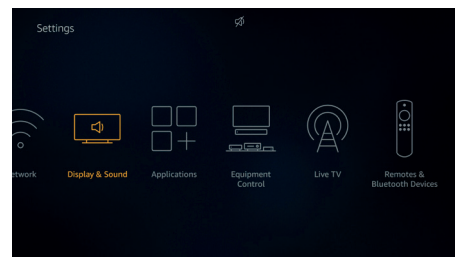 Settings
etwork
Display & Sound
Applications
Equipment
Control
Live TV
Remotes &
Bluetooth Devices